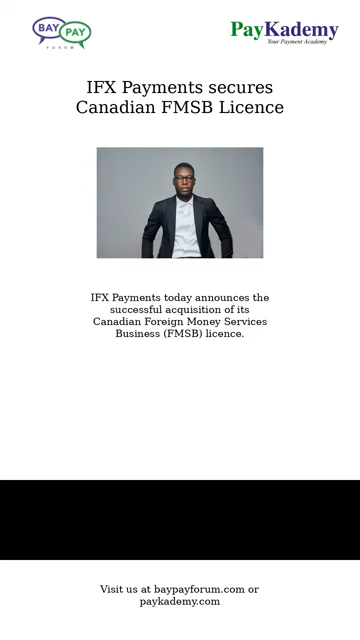 BAY
PAY
FORUM
PayKademy
Your Payment Academy
IFX Payments secures
Canadian FMSB Licence
IFX Payments today announces the
successful acquisition of its
Canadian Foreign Money Services
Business (FMSB) licence.
Visit us at baypayforum.com or
paykademy.com